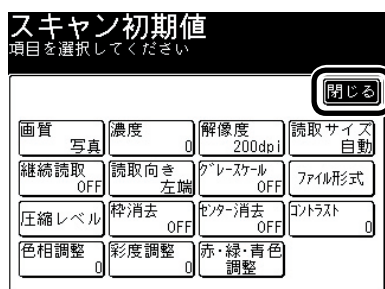 スキャン初期値
項目を選択してください
閉じる
画質 濃度 解像度 読取サイズ
写真 0 200dpi 自動
継続読取 読取向き グレースケール ファイル形式
OFF 左端 OFF
圧縮レベル 枠消去 センター消去 コントラスト
OFF OFF 0
色相調整 彩度調整 赤・緑・青色
0 0 調整